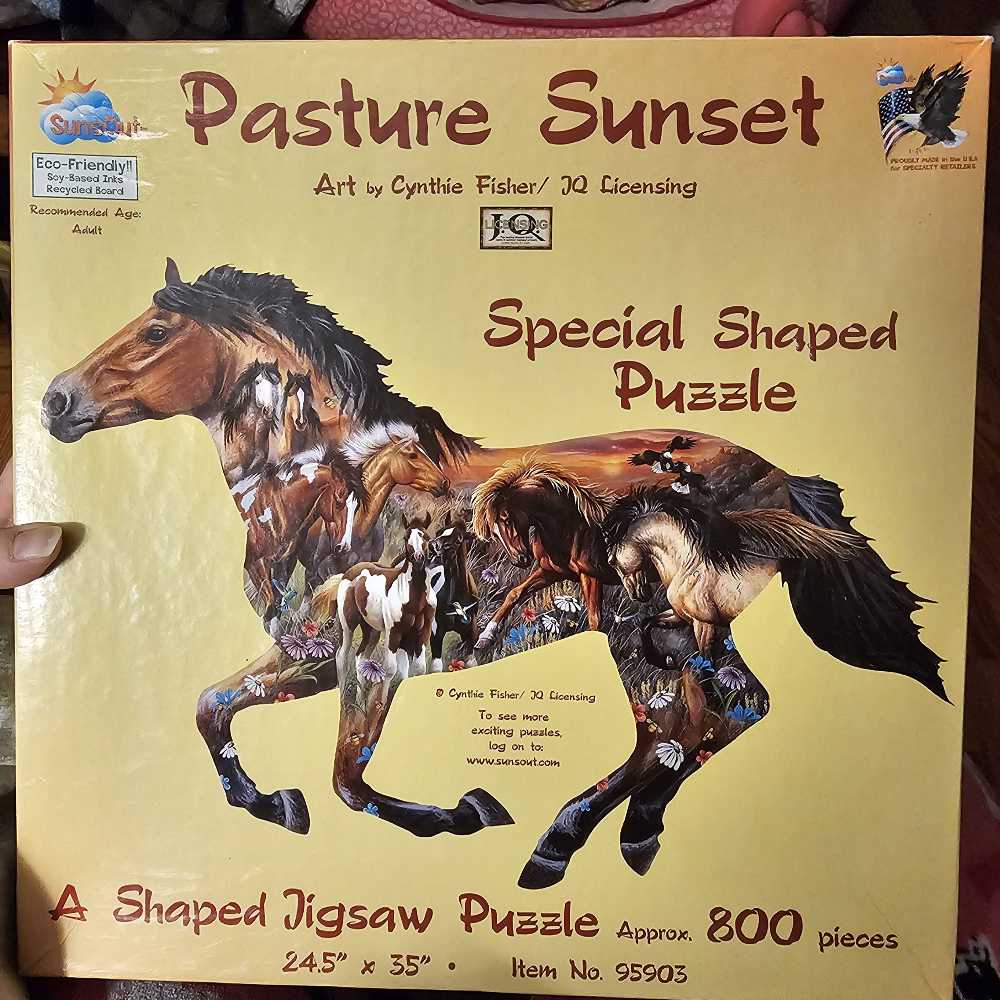 Pasture Sunset
SunsOut
Eco-Friendly!!
Soy-Based Inks
Recycled Board
Recommended Age:
Adult
Art by Cynthie Fisher/ JQ Licensing
LICENSING
J.Q.
PROUDLY MADE in the U.S.A
for SPECIALTY RETAILERS
Special Shaped
Puzzle
© Cynthie Fisher/ JQ Licensing
To see more
exciting puzzles,
log on to:
www.sunsout.com
A Shaped Jigsaw Puzzle Approx. 800 pieces
24.5" x 35" • Item No. 95903